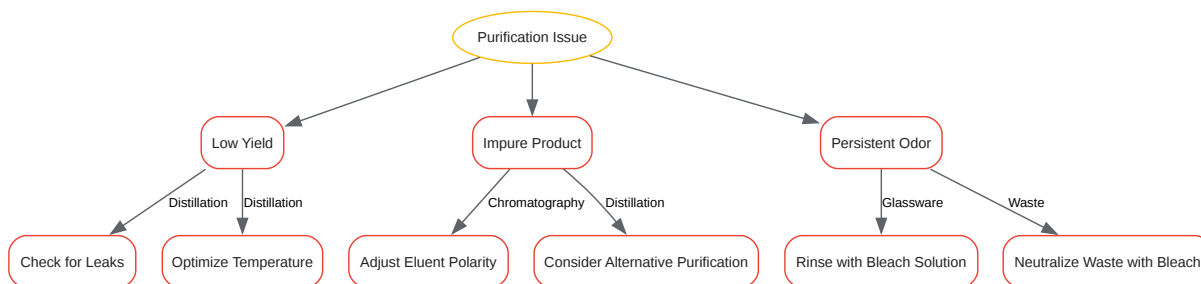 Purification Issue
Low Yield
Impure Product
Persistent Odor
Distillation
Distillation
Chromatography
Distillation
Glassware
Waste
Check for Leaks
Optimize Temperature
Adjust Eluent Polarity
Consider Alternative Purification
Rinse with Bleach Solution
Neutralize Waste with Bleach